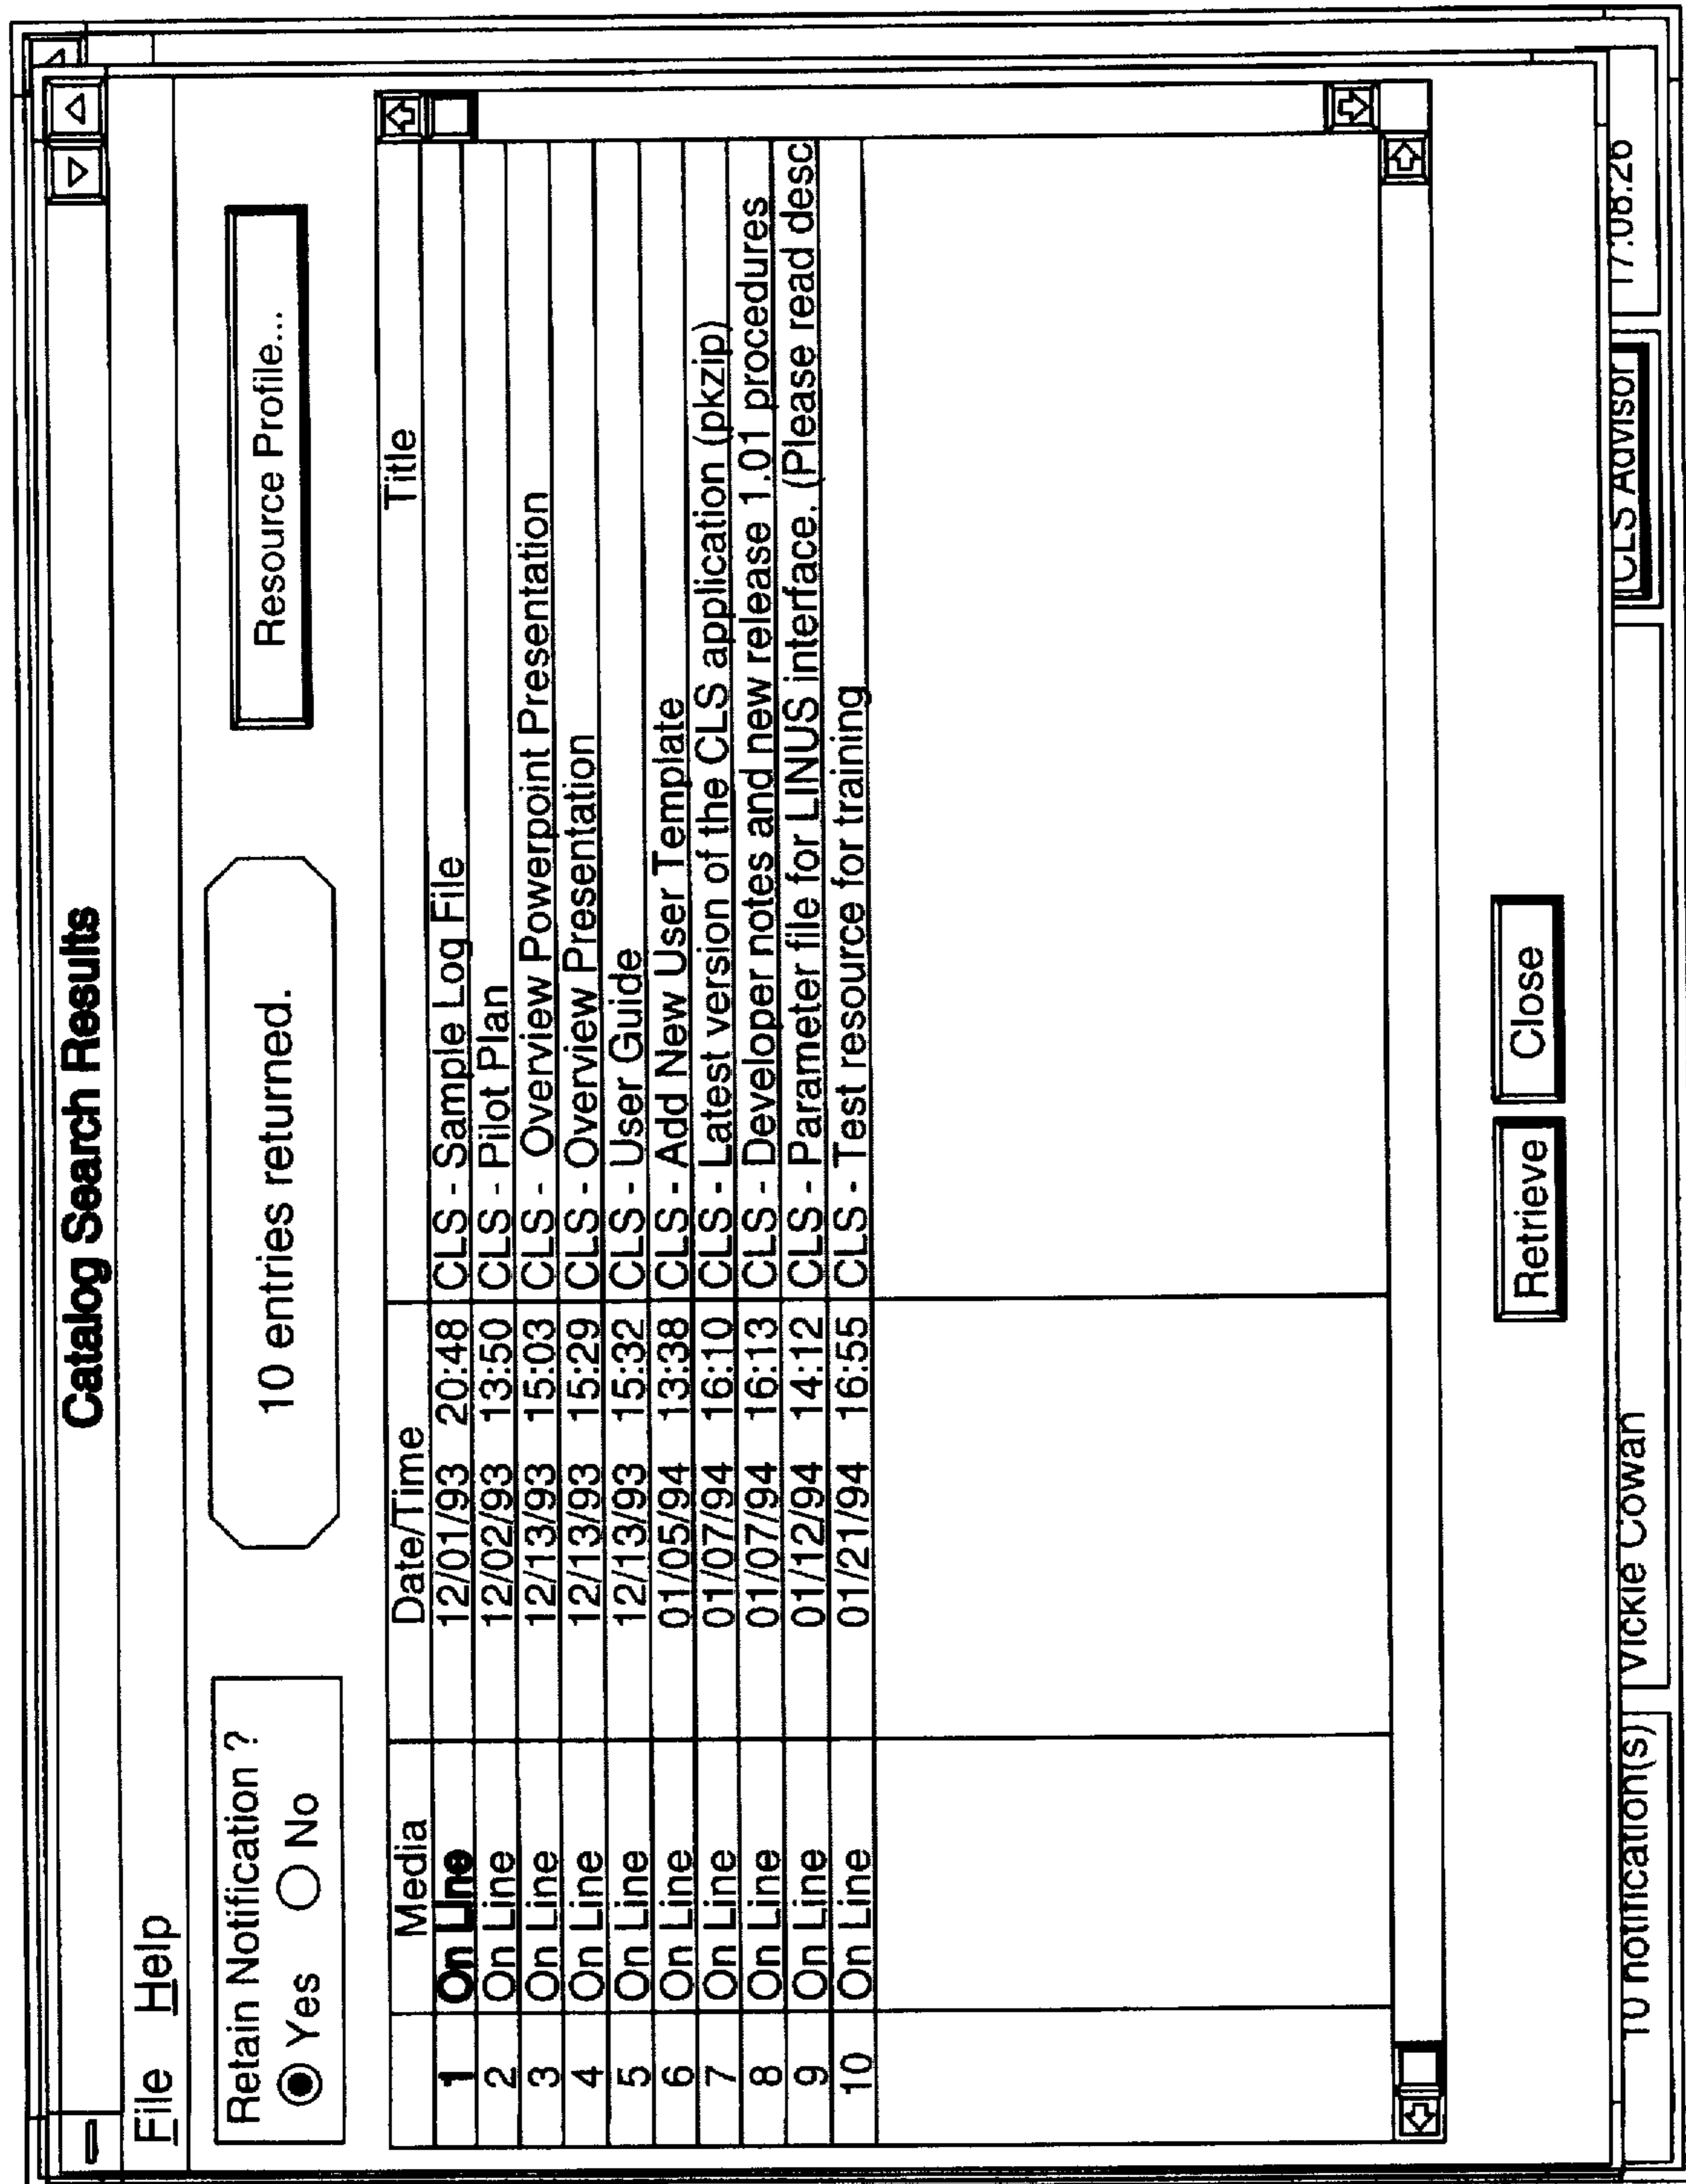 Catalog Search Results
File Help
Retain Notification ?
Yes No
10 entries returned.
Resource Profile...
Media Date/Time Title
1 On Line 12/01/93 20:48 CLS - Sample Log File
2 On Line 12/02/93 13:50 CLS - Pilot Plan
3 On Line 12/13/93 15:03 CLS - Overview Powerpoint Presentation
4 On Line 12/13/93 15:29 CLS - Overview Presentation
5 On Line 12/13/93 15:32 CLS - User Guide
6 On Line 01/05/94 13:38 CLS - Add New User Template
7 On Line 01/07/94 16:10 CLS - Latest version of the CLS application (pkzip)
8 On Line 01/07/94 16:13 CLS - Developer notes and new release 1.01 procedures
9 On Line 01/12/94 14:12 CLS - Parameter file for LINUS interface. (Please read desc
10 On Line 01/21/94 16:55 CLS - Test resource for training
Retrieve Close
10 notification(s) Vickie Cowan CLS Advisor 17:08:26